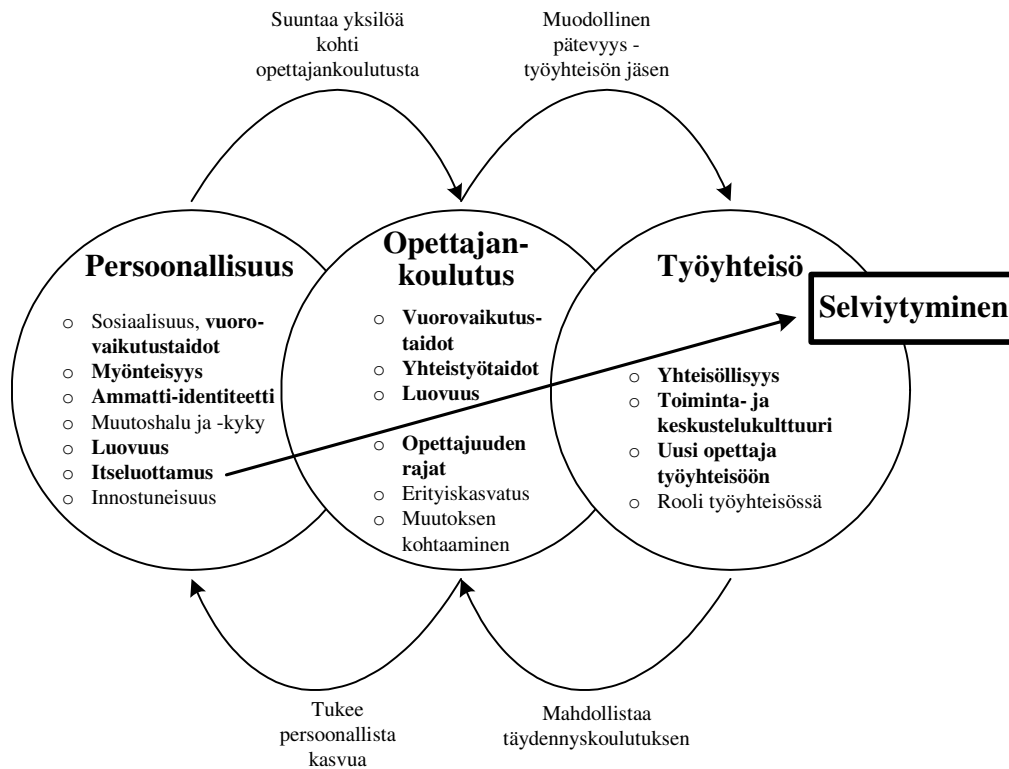 Suuntaa yksilöä
kohti
opettajankoulutusta
Muodollinen
pätevyys -
työyhteisön jäsen
Persoonallisuus
o Sosiaalisuus, vuoro-
vaikutustaidot
o Myönteisyys
o Ammatti-identiteetti
o Muutoshalu ja -kyky
o Luovuus
o Itseluottamus
o Innostuneisuus
Opettajan-
koulutus
o Vuorovaikutus-
taidot
o Yhteistyötaidot
o Luovuus
o Opettajuuden
rajat
o Erityiskasvatus
o Muutoksen
kohtaaminen
Työyhteisö
Selviytyminen
o Yhteisöllisyys
o Toiminta- ja
keskustelukulttuuri
o Uusi opettaja
työyhteisöön
o Rooli työyhteisössä
Tukee
persoonallista
kasvua
Mahdollistaa
täydennyskoulutuksen